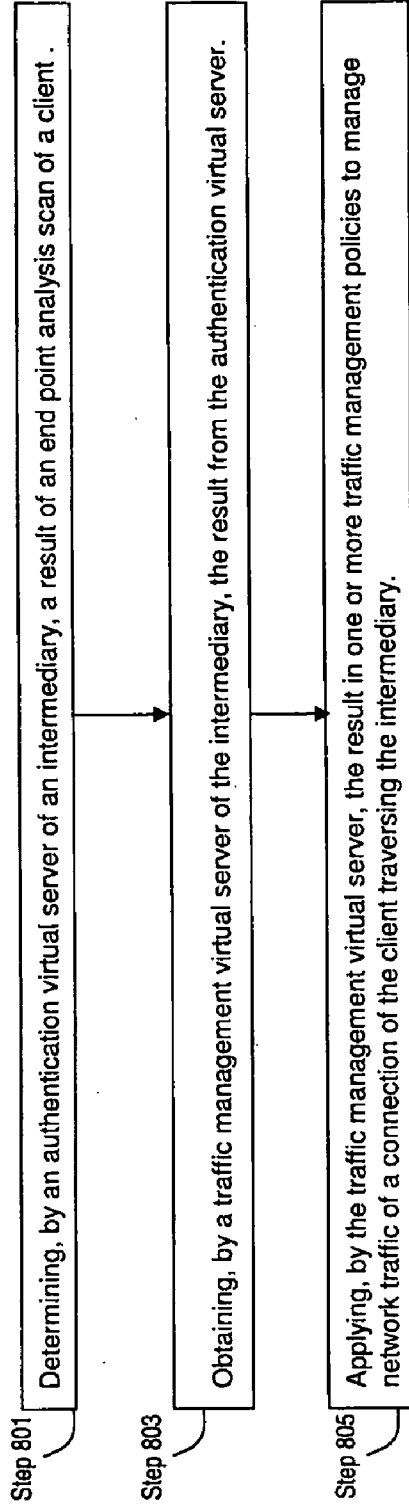 Step 801
Determining, by an authentication virtual server of an intermediary, a result of an end point analysis scan of a client .
Step 803
Obtaining, by a traffic management virtual server of the intermediary, the result from the authentication virtual server.
Step 805
Applying, by the traffic management virtual server, the result in one or more traffic management policies to manage
network traffic of a connection of the client traversing the intermediary.